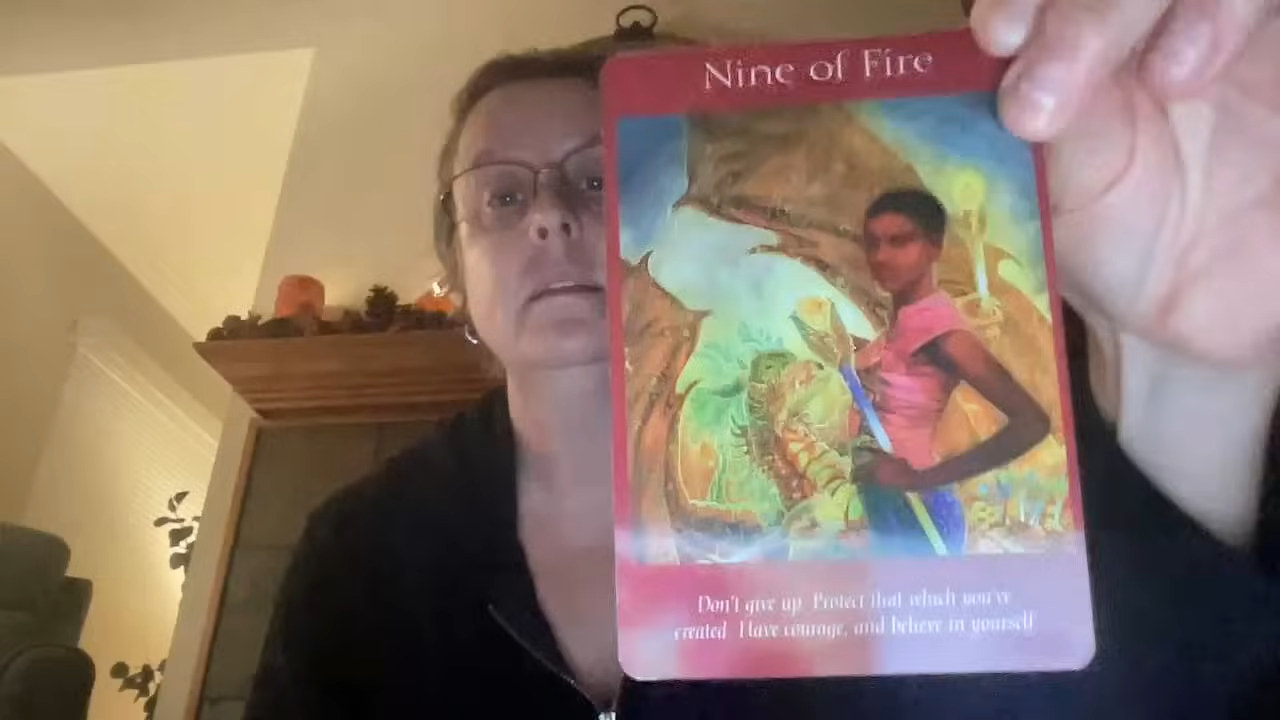 Nine of Fire
Don't give up. Protect that which you've
created. Have courage, and believe in yourself